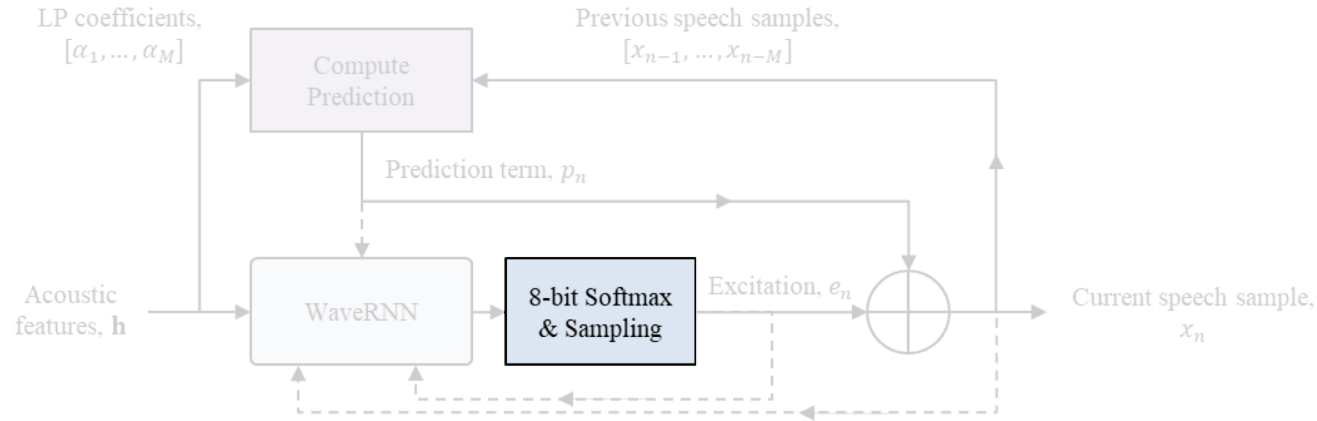 LP coefficients,
[α₁, …, α_M]
Previous speech samples,
[xₙ₋₁, …, xₙ₋M]
Compute
Prediction
Prediction term, pₙ
Acoustic
features, h
WaveRNN
8-bit Softmax
& Sampling
Excitation, eₙ
Current speech sample,
xₙ